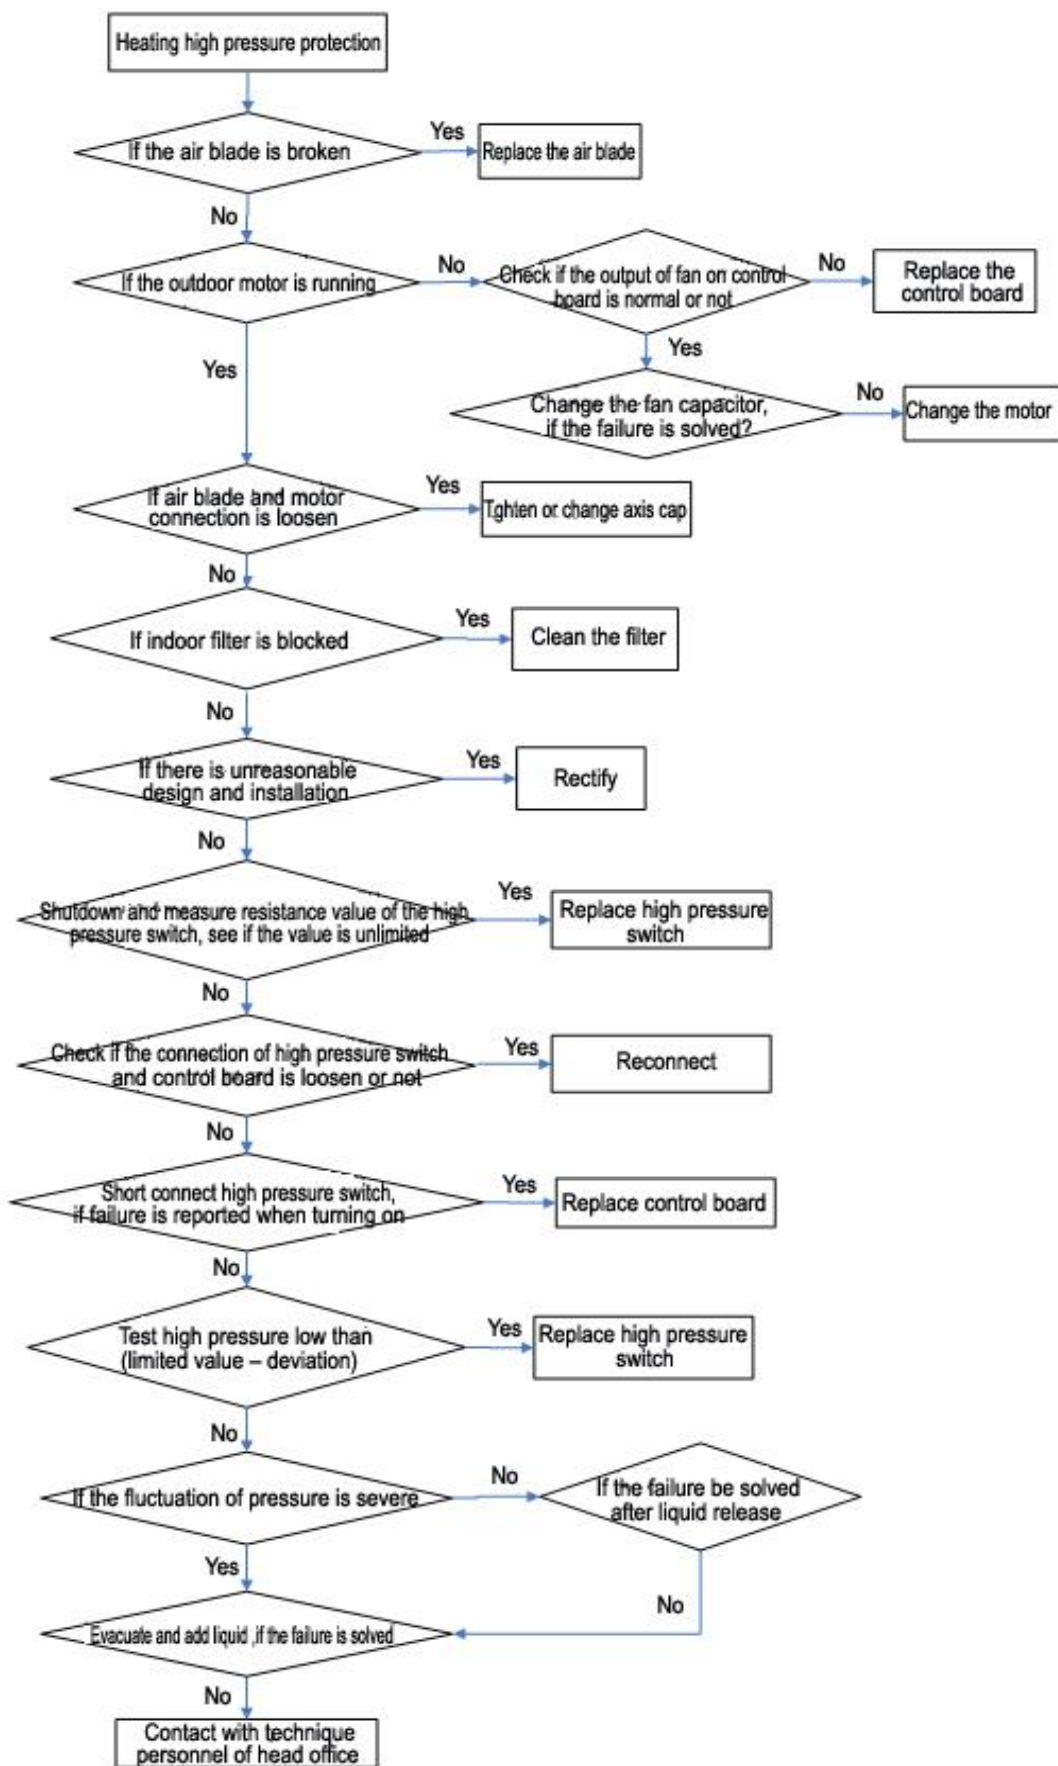 Heating high pressure protection
If the air blade is broken
Yes
Replace the air blade
No
If the outdoor motor is running
No
Check if the output of fan on control
board is normal or not
No
Replace the
control board
Yes
Yes
Change the fan capacitor,
if the failure is solved?
No
Change the motor
If air blade and motor
connection is loosen
Yes
Tghten or change axis cap
No
If indoor filter is blocked
Yes
Clean the filter
No
If there is unreasonable
design and installation
Yes
Rectify
No
Shutdown and measure resistance value of the high
pressure switch, see if the value is unlimited
Yes
Replace high pressure
switch
No
Check if the connection of high pressure switch
and control board is loosen or not
Yes
Reconnect
No
Short connect high pressure switch,
if failure is reported when turning on
Yes
Replace control board
No
Test high pressure low than
(limited value – deviation)
Yes
Replace high pressure
switch
No
If the fluctuation of pressure is severe
No
If the failure be solved
after liquid release
Yes
No
Evacuate and add liquid ,if the failure is solved
No
Contact with technique
personnel of head office